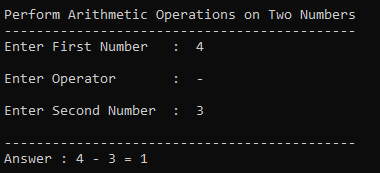 Perform Arithmetic Operations on Two Numbers
--------------------------------------------
Enter First Number   :  4
Enter Operator       :  -
Enter Second Number  :  3
--------------------------------------------
Answer : 4 - 3 = 1